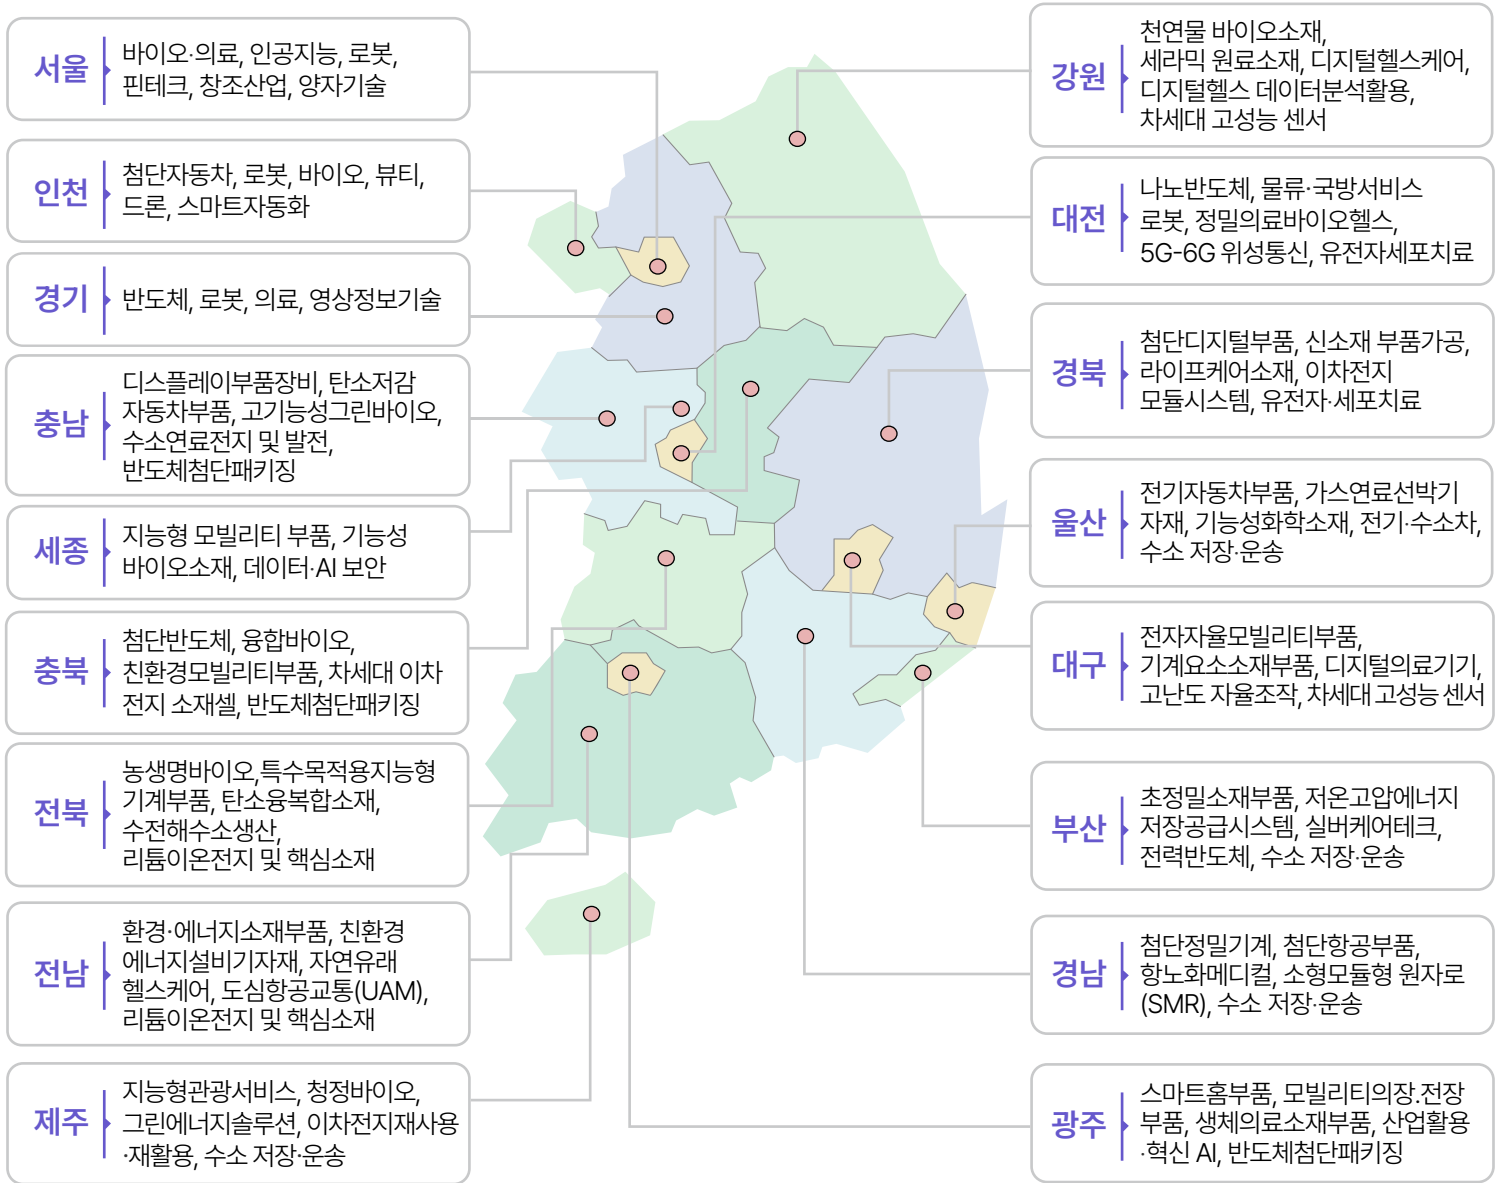 서울
바이오·의료, 인공지능, 로봇,
핀테크, 창조산업, 양자기술
인천
첨단자동차, 로봇, 바이오, 뷰티,
드론, 스마트자동화
경기
반도체, 로봇, 의료, 영상정보기술
충남
디스플레이부품장비, 탄소저감
자동차부품, 고기능성그린바이오,
수소연료전지 및 발전,
반도체첨단패키징
세종
지능형 모빌리티 부품, 기능성
바이오소재, 데이터·AI 보안
충북
첨단반도체, 융합바이오,
친환경모빌리티부품, 차세대 이차
전지 소재셀, 반도체첨단패키징
전북
농생명바이오,특수목적용지능형
기계부품, 탄소융복합소재,
수전해수소생산,
리튬이온전지 및 핵심소재
전남
환경·에너지소재부품, 친환경
에너지설비기자재, 자연유래
헬스케어, 도심항공교통(UAM),
리튬이온전지 및 핵심소재
제주
지능형관광서비스, 청정바이오,
그린에너지솔루션, 이차전지재사용
·재활용, 수소 저장·운송
강원
천연물 바이오소재,
세라믹 원료소재, 디지털헬스케어,
디지털헬스 데이터분석활용,
차세대 고성능 센서
대전
나노반도체, 물류·국방서비스
로봇, 정밀의료바이오헬스,
5G-6G 위성통신, 유전자세포치료
경북
첨단디지털부품, 신소재 부품가공,
라이프케어소재, 이차전지
모듈시스템, 유전자·세포치료
울산
전기자동차부품, 가스연료선박기
자재, 기능성화학소재, 전기·수소차,
수소 저장·운송
대구
전자자율모빌리티부품,
기계요소소재부품, 디지털의료기기,
고난도 자율조작, 차세대 고성능 센서
부산
초정밀소재부품, 저온고압에너지
저장공급시스템, 실버케어테크,
전력반도체, 수소 저장·운송
경남
첨단정밀기계, 첨단항공부품,
항노화메디컬, 소형모듈형 원자로
(SMR), 수소 저장·운송
광주
스마트홈부품, 모빌리티의장.전장
부품, 생체의료소재부품, 산업활용
·혁신 AI, 반도체첨단패키징